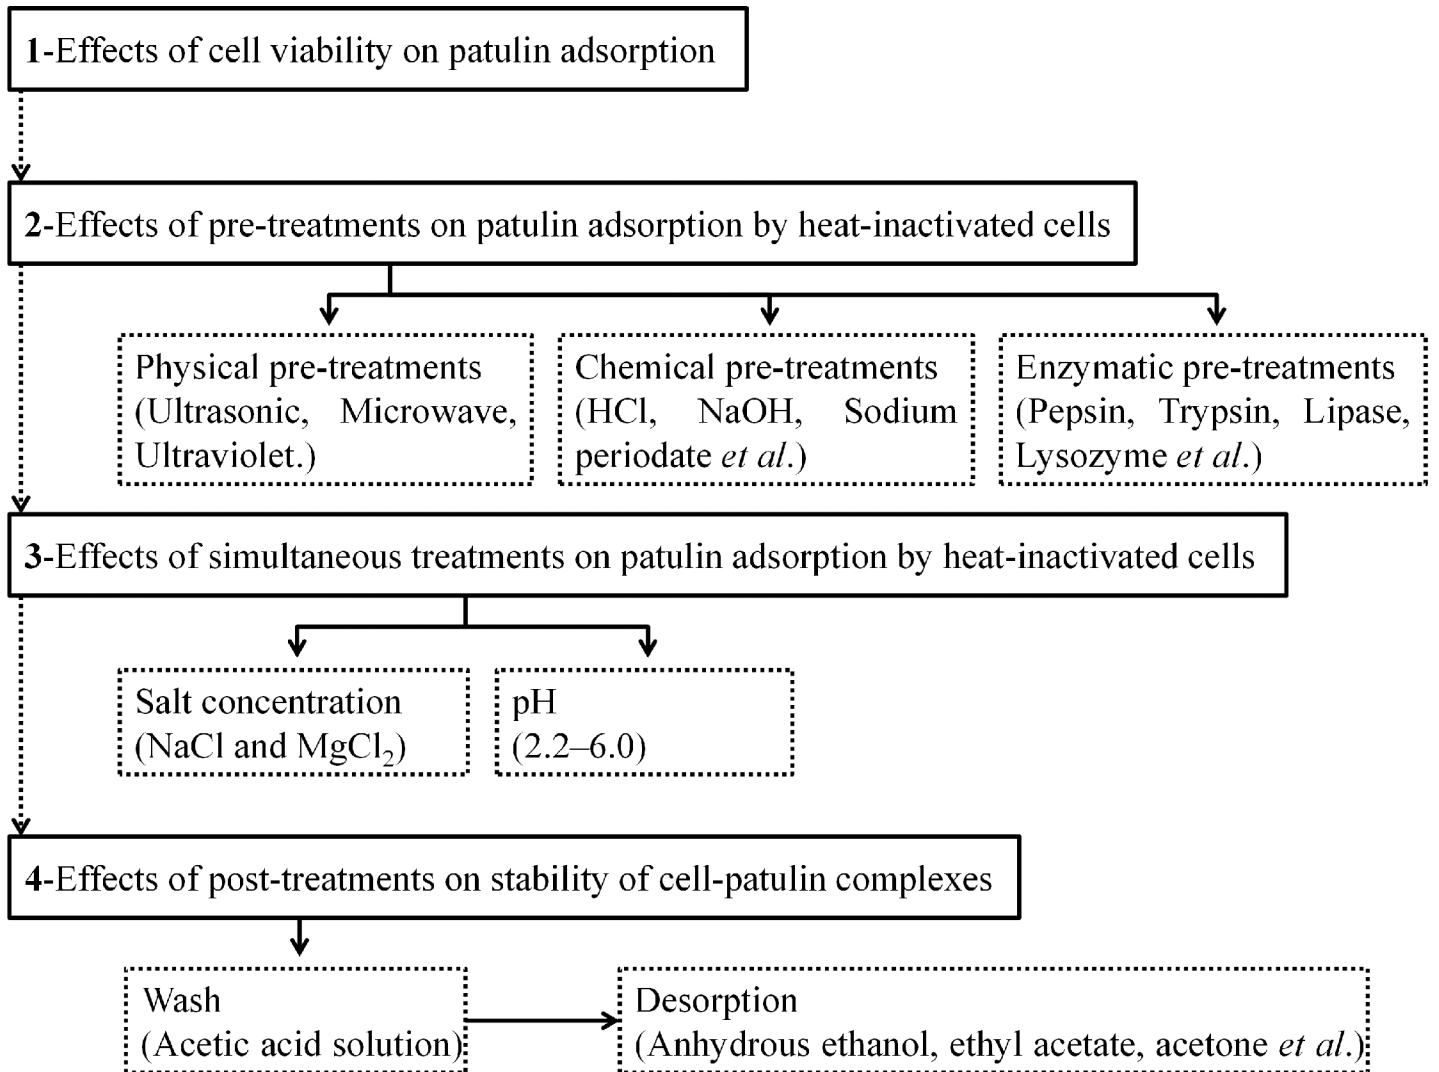 1-Effects of cell viability on patulin adsorption
2-Effects of pre-treatments on patulin adsorption by heat-inactivated cells
Physical pre-treatments
(Ultrasonic, Microwave,
Ultraviolet.)
Chemical pre-treatments
(HCl, NaOH, Sodium
periodate et al.)
Enzymatic pre-treatments
(Pepsin, Trypsin, Lipase,
Lysozyme et al.)
3-Effects of simultaneous treatments on patulin adsorption by heat-inactivated cells
Salt concentration
(NaCl and MgCl₂)
pH
(2.2–6.0)
4-Effects of post-treatments on stability of cell-patulin complexes
Wash
(Acetic acid solution)
Desorption
(Anhydrous ethanol, ethyl acetate, acetone et al.)